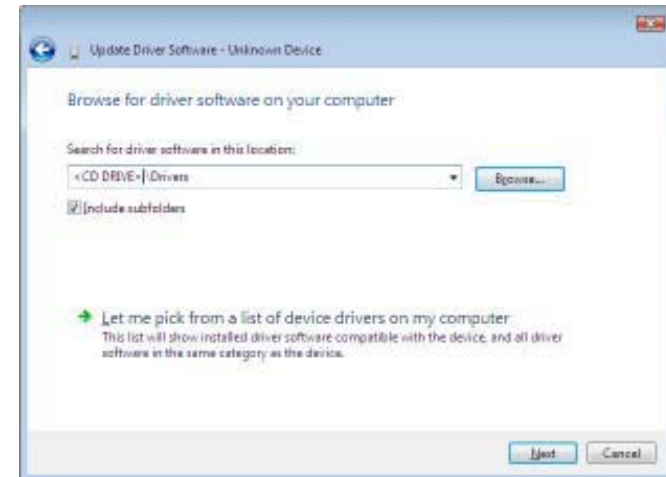 Update Driver Software - Unknown Device
Browse for driver software on your computer
Search for driver software in this location:
<CD DRIVE>\Drivers
Browse...
Include subfolders
Let me pick from a list of device drivers on my computer
This list will show installed driver software compatible with the device, and all driver
software in the same category as the device.
Next
Cancel